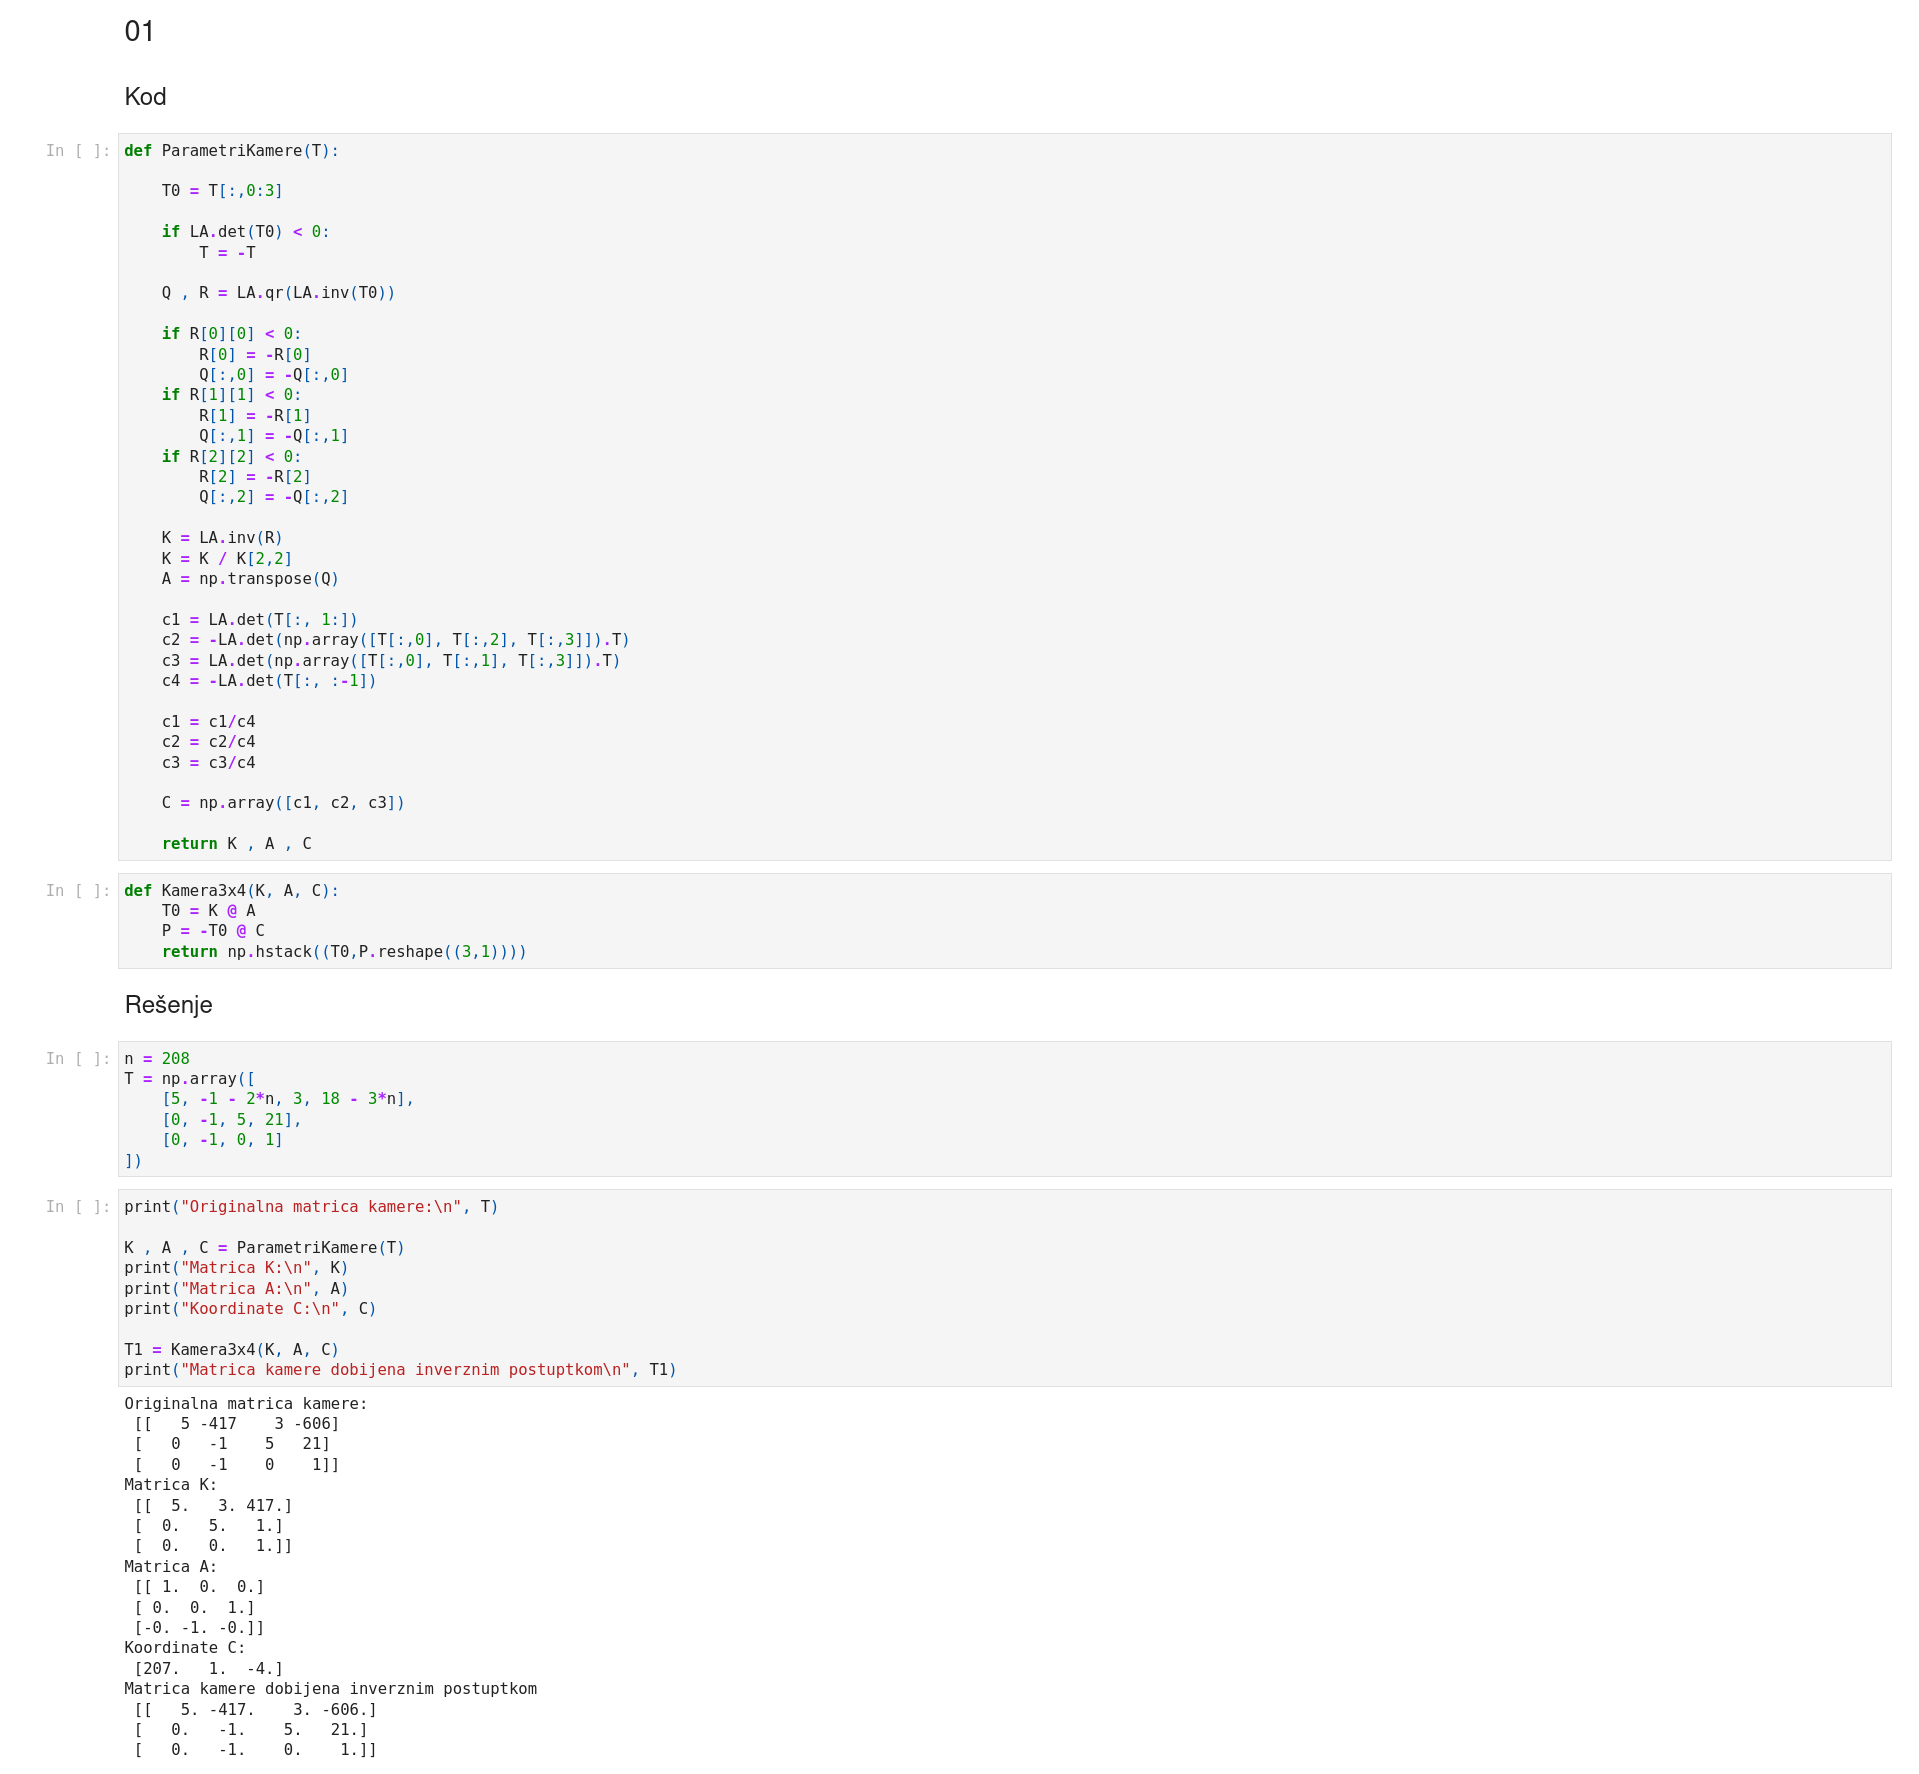 01
Kod
In [ ]:
def ParametriKamere(T):
    T0 = T[:,0:3]
    if LA.det(T0) < 0:
        T = -T
    Q , R = LA.qr(LA.inv(T0))
    if R[0][0] < 0:
        R[0] = -R[0]
        Q[:,0] = -Q[:,0]
    if R[1][1] < 0:
        R[1] = -R[1]
        Q[:,1] = -Q[:,1]
    if R[2][2] < 0:
        R[2] = -R[2]
        Q[:,2] = -Q[:,2]
    K = LA.inv(R)
    K = K / K[2,2]
    A = np.transpose(Q)
    c1 = LA.det(T[:, 1:])
    c2 = -LA.det(np.array([T[:,0], T[:,2], T[:,3]]).T)
    c3 = LA.det(np.array([T[:,0], T[:,1], T[:,3]]).T)
    c4 = -LA.det(T[:, :-1])
    c1 = c1/c4
    c2 = c2/c4
    c3 = c3/c4
    C = np.array([c1, c2, c3])
    return K , A , C
In [ ]:
def Kamera3x4(K, A, C):
    T0 = K @ A
    P = -T0 @ C
    return np.hstack((T0,P.reshape((3,1))))
Rešenje
In [ ]:
n = 208
T = np.array([
    [5, -1 - 2*n, 3, 18 - 3*n],
    [0, -1, 5, 21],
    [0, -1, 0, 1]
])
In [ ]:
print("Originalna matrica kamere:\n", T)
K , A , C = ParametriKamere(T)
print("Matrica K:\n", K)
print("Matrica A:\n", A)
print("Koordinate C:\n", C)
T1 = Kamera3x4(K, A, C)
print("Matrica kamere dobijena inverznim postuptkom\n", T1)
Originalna matrica kamere:
 [[   5 -417    3 -606]
 [   0   -1    5   21]
 [   0   -1    0    1]]
Matrica K:
 [[  5.   3. 417.]
 [  0.   5.   1.]
 [  0.   0.   1.]]
Matrica A:
 [[ 1.  0.  0.]
 [ 0.  0.  1.]
 [-0. -1. -0.]]
Koordinate C:
 [207.   1.  -4.]
Matrica kamere dobijena inverznim postuptkom
 [[   5. -417.    3. -606.]
 [   0.   -1.    5.   21.]
 [   0.   -1.    0.    1.]]